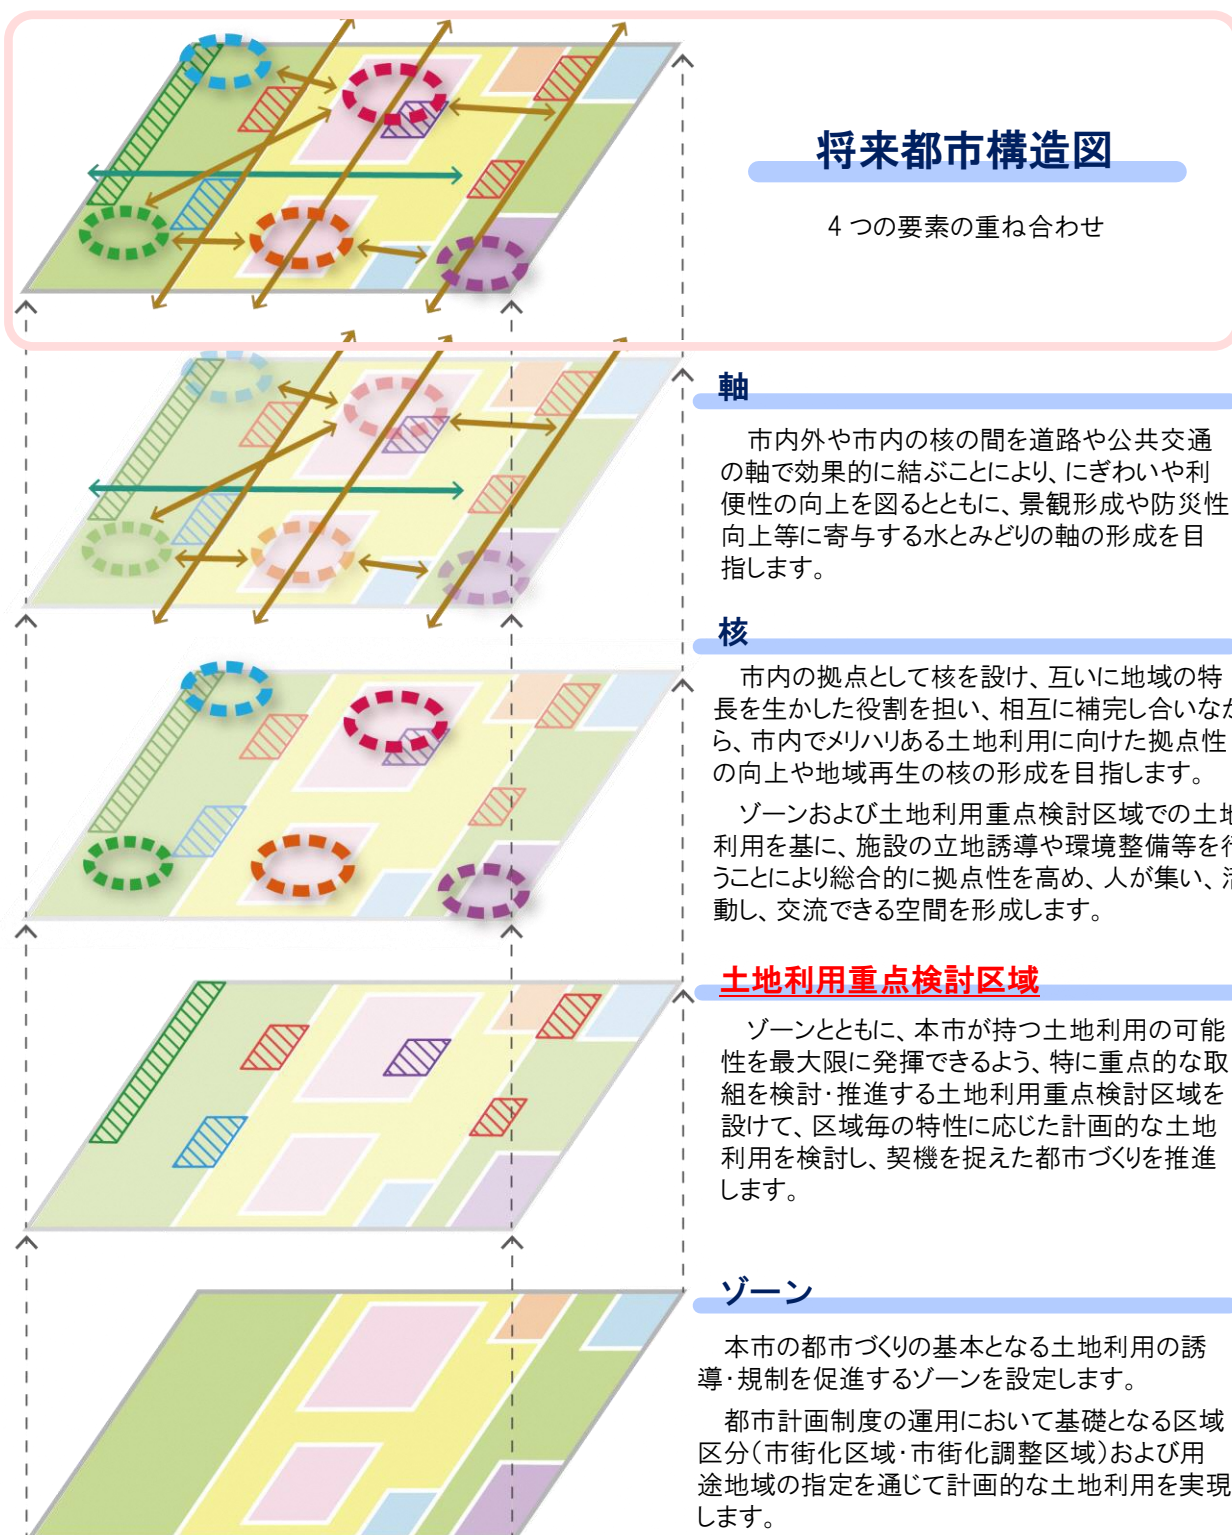 将来都市構造図
4つの要素の重ね合わせ
軸
市内外や市内の核の間を道路や公共交通
の軸で効果的に結ぶことにより、にぎわいや利
便性の向上を図るとともに、景観形成や防災性
向上等に寄与する水とみどりの軸の形成を目
指します。
核
市内の拠点として核を設け、互いに地域の特
長を生かした役割を担い、相互に補完し合いなが
ら、市内でメリハリある土地利用に向けた拠点性
の向上や地域再生の核の形成を目指します。
ゾーンおよび土地利用重点検討区域での土地
利用を基に、施設の立地誘導や環境整備等を行
うことにより総合的に拠点性を高め、人が集い、活
動し、交流できる空間を形成します。
土地利用重点検討区域
ゾーンとともに、本市が持つ土地利用の可能
性を最大限に発揮できるよう、特に重点的な取
組を検討・推進する土地利用重点検討区域を
設けて、区域毎の特性に応じた計画的な土地
利用を検討し、契機を捉えた都市づくりを推進
します。
ゾーン
本市の都市づくりの基本となる土地利用の誘
導・規制を促進するゾーンを設定します。
都市計画制度の運用において基礎となる区域
区分（市街化区域・市街化調整区域）および用
途地域の指定を通じて計画的な土地利用を実現
します。